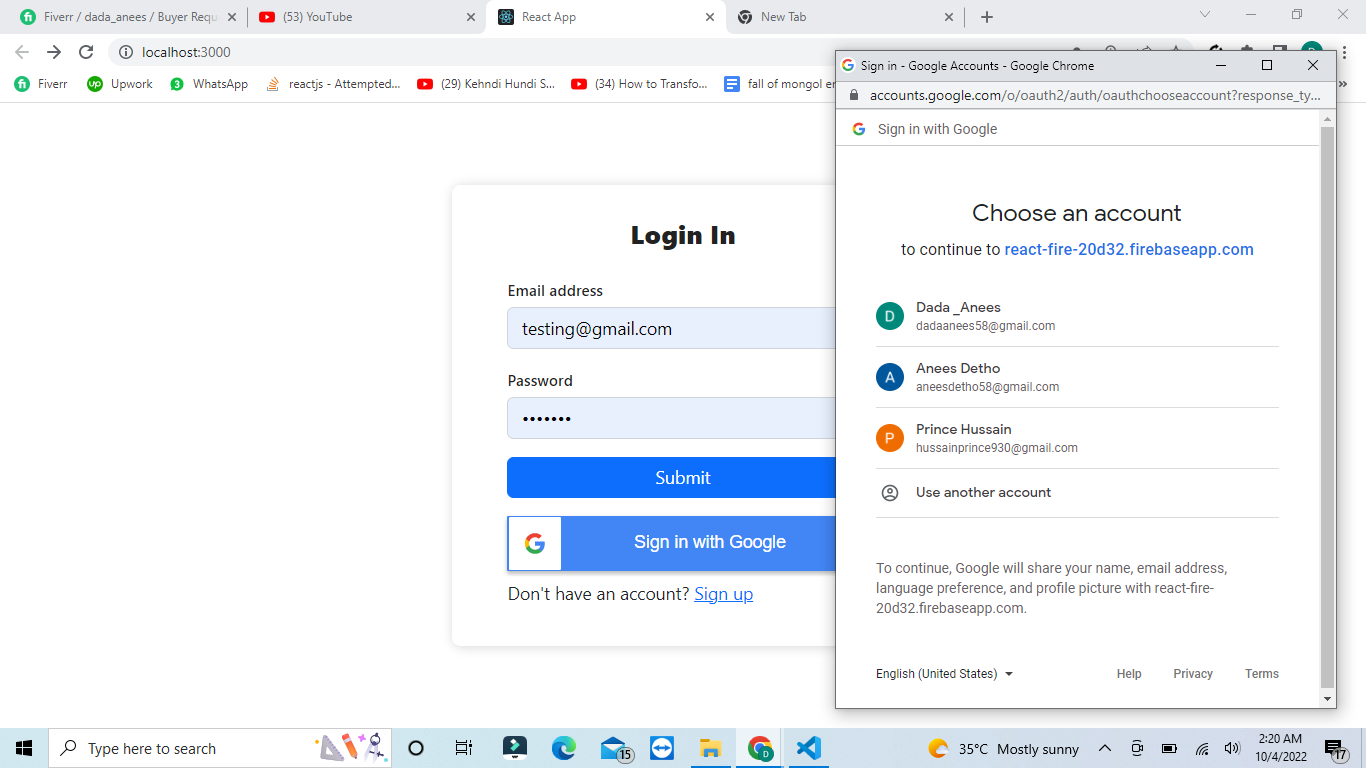 Fiverr / dada_anees / Buyer Requ
(53) YouTube
React App
New Tab
localhost:3000
Fiverr
Upwork
WhatsApp
reactjs - Attempted...
(29) Kehndi Hundi S...
(34) How to Transfo...
fall of mongol er
»
Login In
Email address
testing@gmail.com
Password
•••••••
Submit
Sign in with Google
Don't have an account? Sign up
Sign in - Google Accounts - Google Chrome
accounts.google.com/o/oauth2/auth/oauthchooseaccount?response_ty...
Sign in with Google
Choose an account
to continue to react-fire-20d32.firebaseapp.com
D
Dada _Anees
dadaanees58@gmail.com
A
Anees Detho
aneesdetho58@gmail.com
P
Prince Hussain
hussainprince930@gmail.com
Use another account
To continue, Google will share your name, email address,
language preference, and profile picture with react-fire-
20d32.firebaseapp.com.
English (United States)
Help
Privacy
Terms
Type here to search
15
D
35°C Mostly sunny
2:20 AM
10/4/2022
17